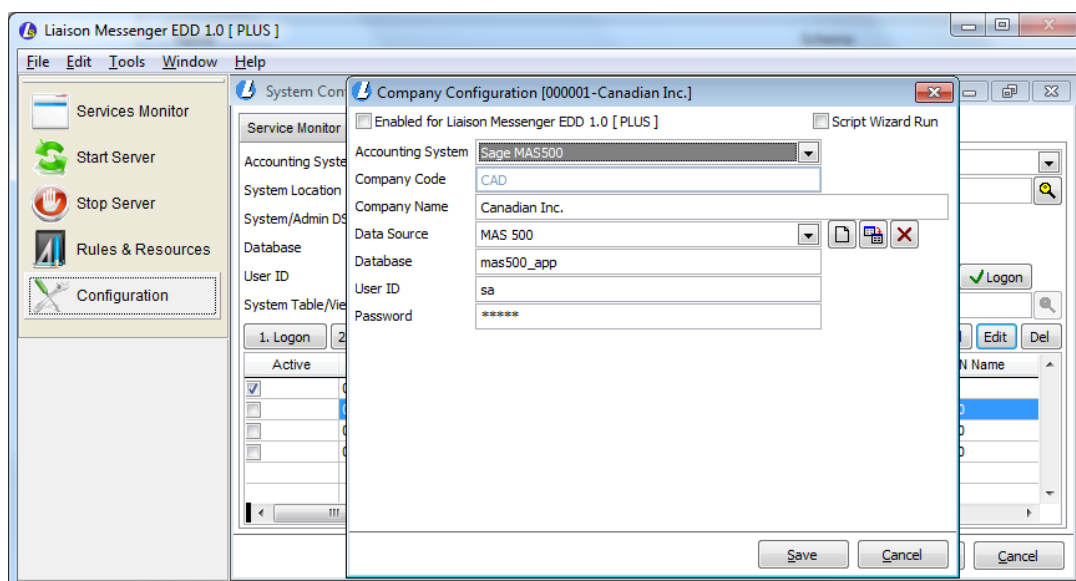 Liaison Messenger EDD 1.0 [ PLUS ]
File Edit Tools Window Help
Services Monitor
Start Server
Stop Server
Rules & Resources
Configuration
System Con
Service Monitor
Accounting Syste
System Location
System/Admin DS
Database
User ID
System Table/Vie
1. Logon 2
Active
Company Configuration [000001-Canadian Inc.]
Enabled for Liaison Messenger EDD 1.0 [ PLUS ] Script Wizard Run
Accounting System Sage MAS500
Company Code CAD
Company Name Canadian Inc.
Data Source MAS 500
Database mas500_app
User ID sa
Password *****
Save Cancel
Logon
Edit Del
N Name
Cancel